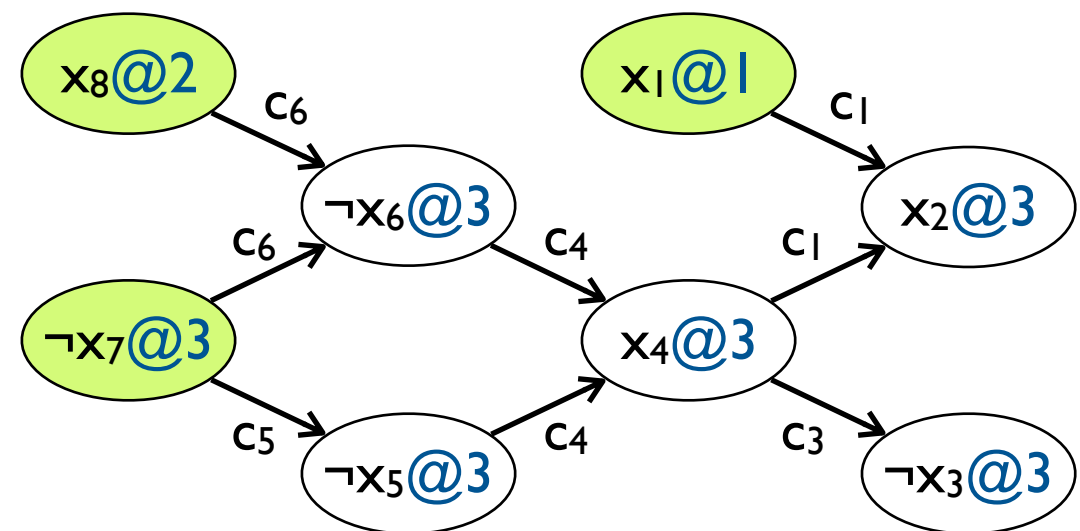 x₈@2
x₁@1
c₆
c₁
¬x₆@3
x₂@3
c₆
c₄
c₁
¬x₇@3
x₄@3
c₅
c₄
c₃
¬x₅@3
¬x₃@3